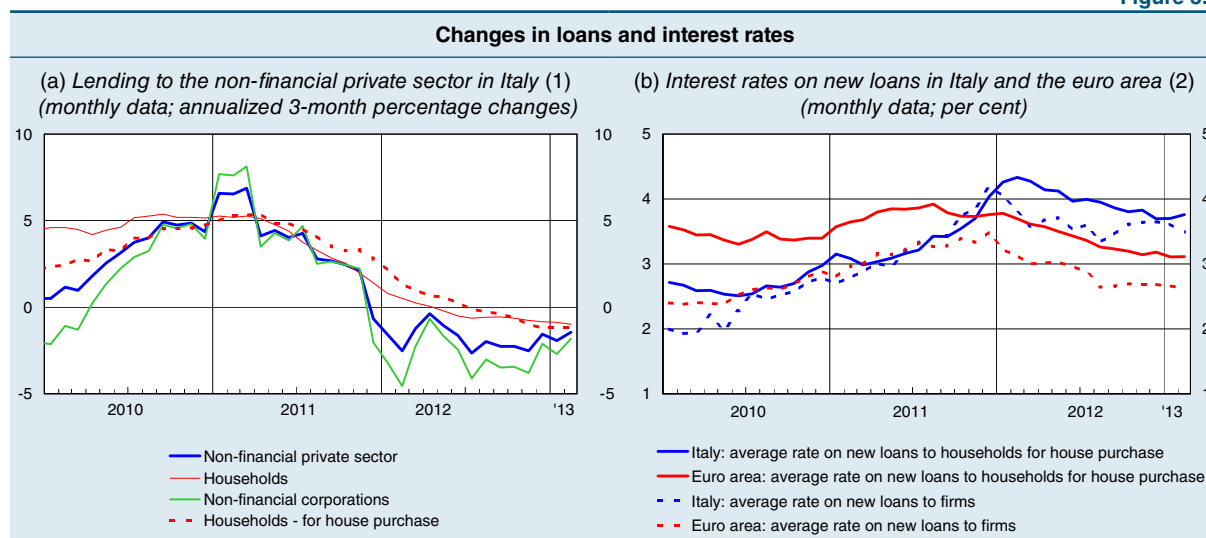 Changes in loans and interest rates
(a) Lending to the non-financial private sector in Italy (1)
(monthly data; annualized 3-month percentage changes)
(b) Interest rates on new loans in Italy and the euro area (2)
(monthly data; per cent)
10
5
0
-5
10
5
0
-5
2010
2011
2012
'13
5
4
3
2
1
5
4
3
2
1
2010
2011
2012
'13
Non-financial private sector
Households
Non-financial corporations
Households - for house purchase
Italy: average rate on new loans to households for house purchase
Euro area: average rate on new loans to households for house purchase
Italy: average rate on new loans to firms
Euro area: average rate on new loans to firms